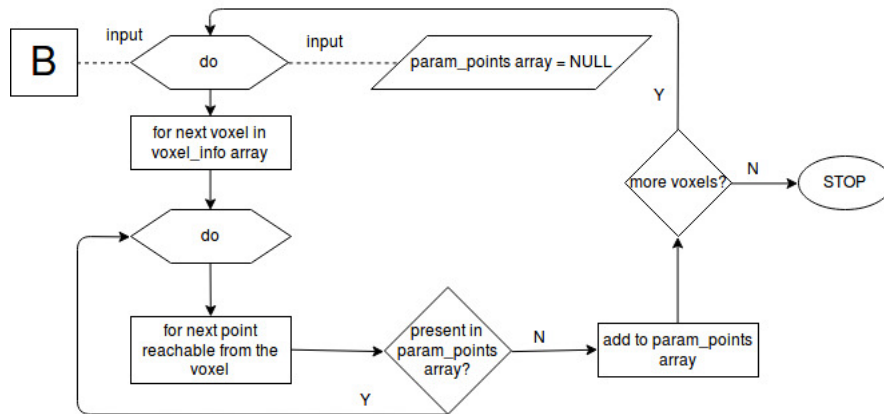 input
input
B
do
param_points array = NULL
Y
for next voxel in
voxel_info array
more voxels?
N
STOP
do
for next point
reachable from the
voxel
present in
param_points
array?
N
add to param_points
array
Y